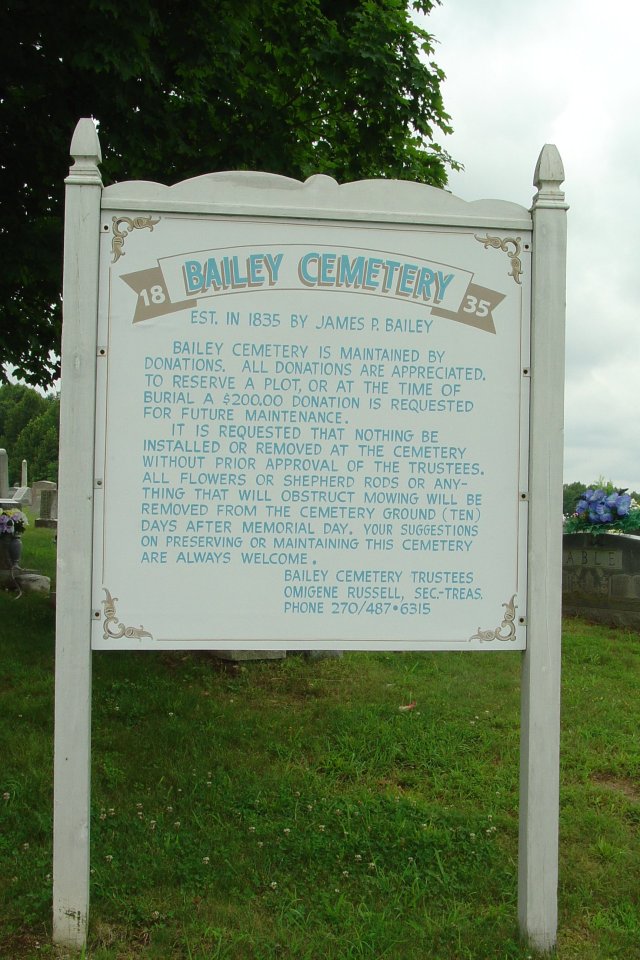 BAILEY CEMETERY
18 35
EST. IN 1835 BY JAMES P. BAILEY
BAILEY CEMETERY IS MAINTAINED BY
DONATIONS. ALL DONATIONS ARE APPRECIATED.
TO RESERVE A PLOT, OR AT THE TIME OF
BURIAL A $200.00 DONATION IS REQUESTED
FOR FUTURE MAINTENANCE.
IT IS REQUESTED THAT NOTHING BE
INSTALLED OR REMOVED AT THE CEMETERY
WITHOUT PRIOR APPROVAL OF THE TRUSTEES.
ALL FLOWERS OR SHEPHERD RODS OR ANY-
THING THAT WILL OBSTRUCT MOWING WILL BE
REMOVED FROM THE CEMETERY GROUND (TEN)
DAYS AFTER MEMORIAL DAY. YOUR SUGGESTIONS
ON PRESERVING OR MAINTAINING THIS CEMETERY
ARE ALWAYS WELCOME.
BAILEY CEMETERY TRUSTEES
OMIGENE RUSSELL, SEC.-TREAS.
PHONE 270/487•6315